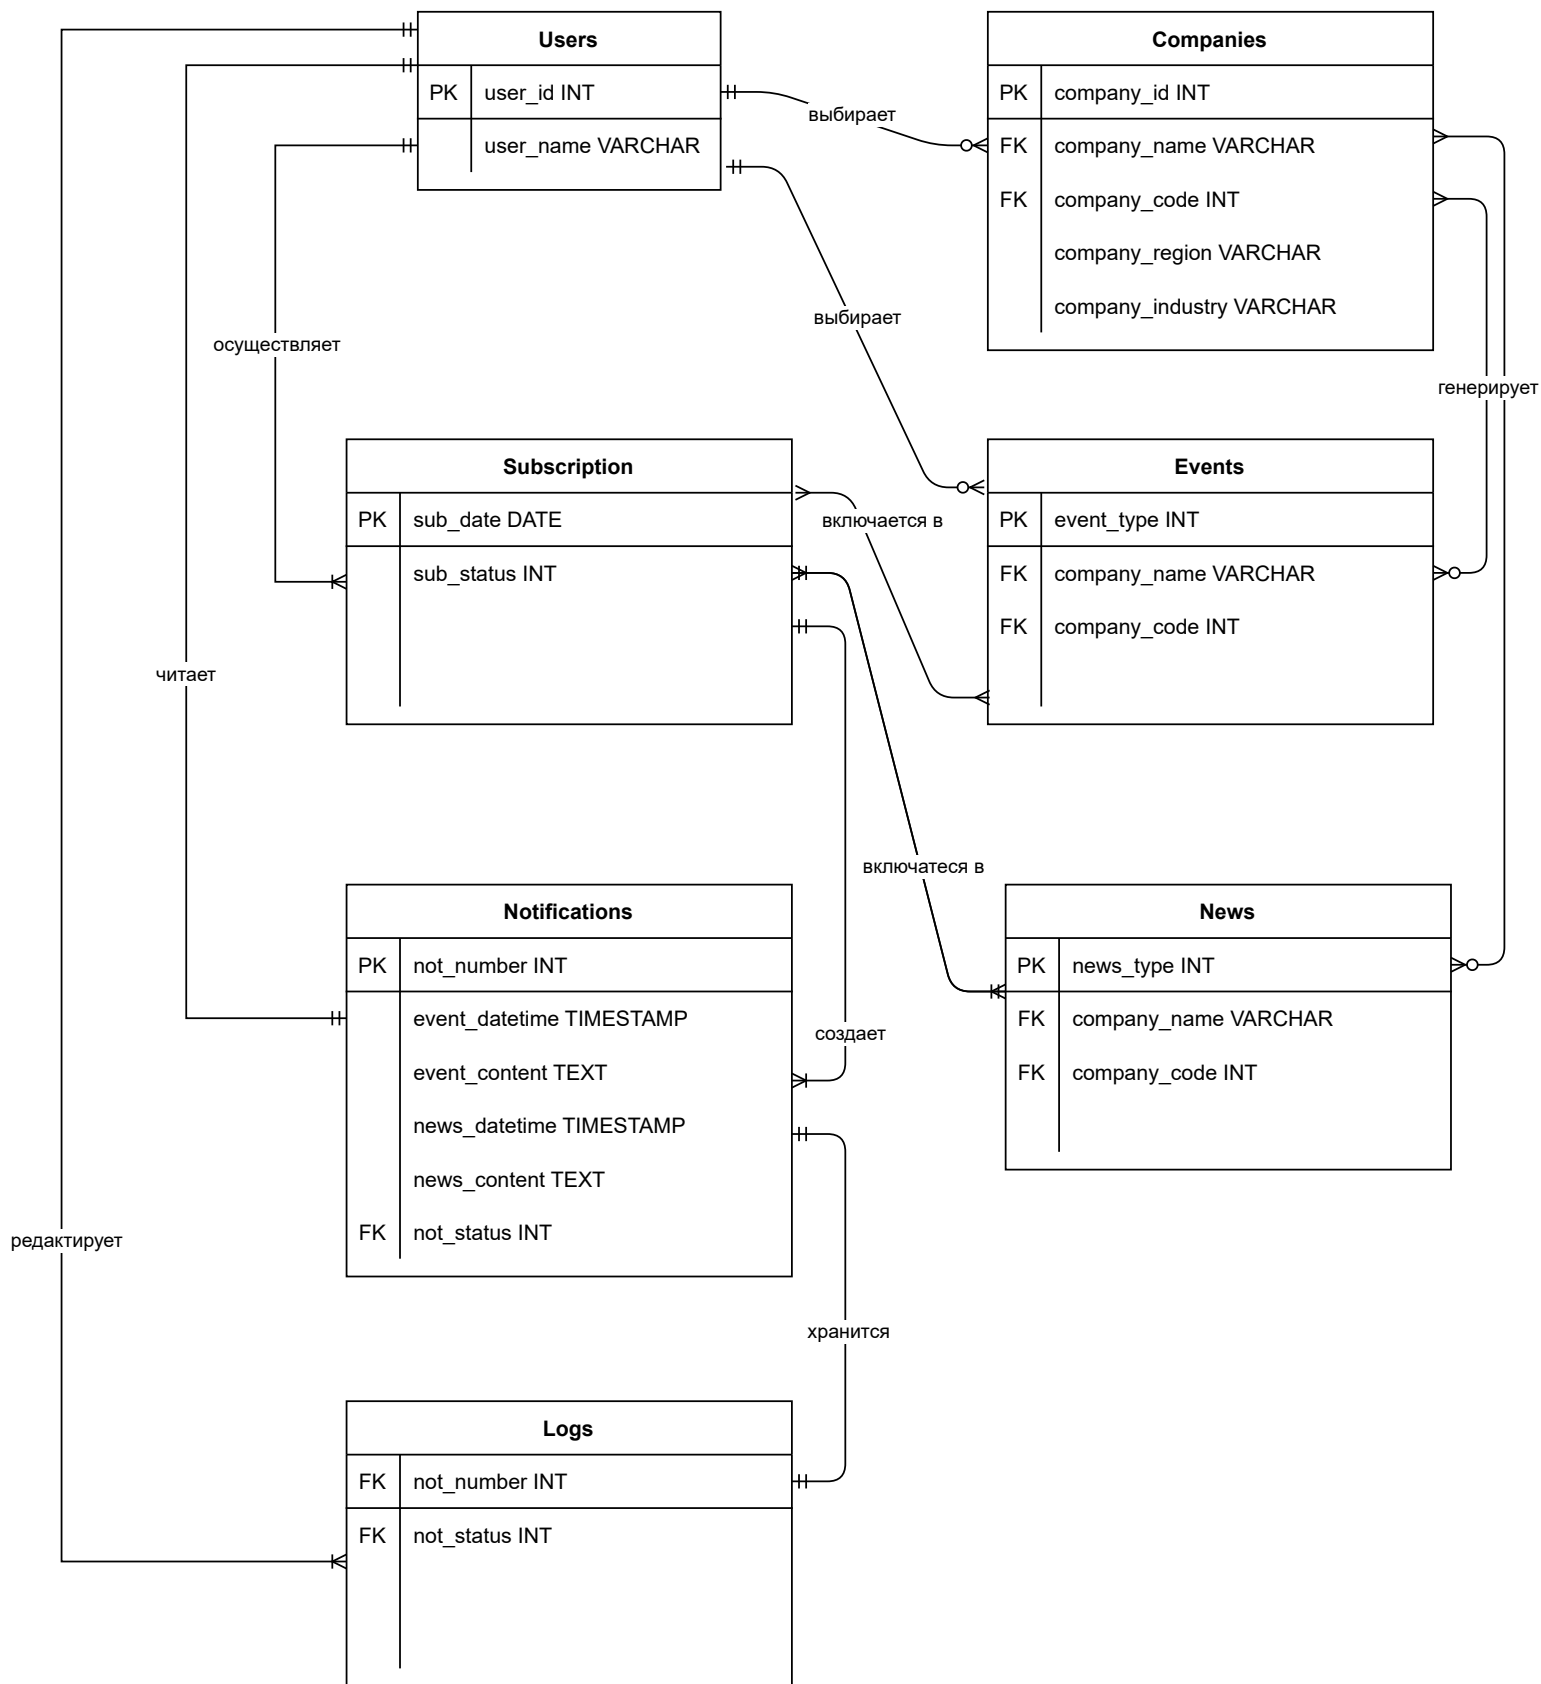 Users
PK user_id INT
user_name VARCHAR
Companies
PK company_id INT
FK company_name VARCHAR
FK company_code INT
company_region VARCHAR
company_industry VARCHAR
выбирает
выбирает
осуществляет
генерирует
Subscription
PK sub_date DATE
sub_status INT
включается в
Events
PK event_type INT
FK company_name VARCHAR
FK company_code INT
читает
включатеся в
Notifications
PK not_number INT
event_datetime TIMESTAMP
event_content TEXT
news_datetime TIMESTAMP
news_content TEXT
FK not_status INT
создает
News
PK news_type INT
FK company_name VARCHAR
FK company_code INT
редактирует
хранится
Logs
FK not_number INT
FK not_status INT